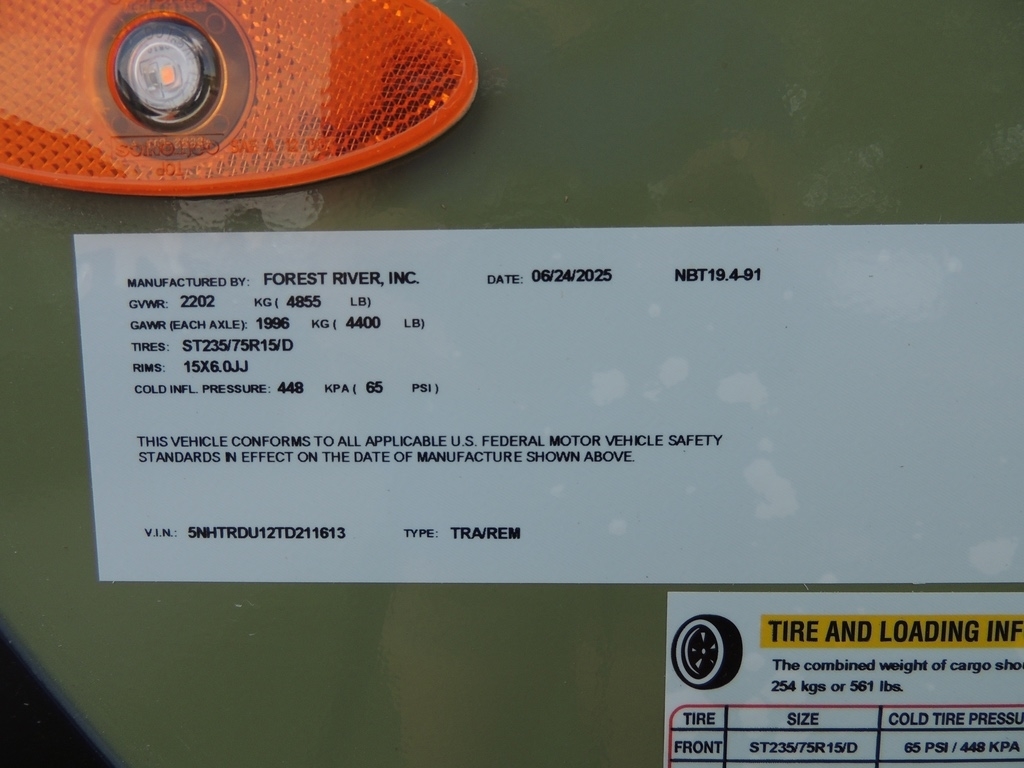 MANUFACTURED BY: FOREST RIVER, INC. DATE: 06/24/2025 NBT19.4-91
GVWR: 2202 KG ( 4855 LB)
GAWR (EACH AXLE): 1996 KG ( 4400 LB)
TIRES: ST235/75R15/D
RIMS: 15X6.0JJ
COLD INFL. PRESSURE: 448 KPA ( 65 PSI )
THIS VEHICLE CONFORMS TO ALL APPLICABLE U.S. FEDERAL MOTOR VEHICLE SAFETY
STANDARDS IN EFFECT ON THE DATE OF MANUFACTURE SHOWN ABOVE.
V.I.N.: 5NHTRDU12TD211613 TYPE: TRA/REM
TIRE AND LOADING INF
The combined weight of cargo shou
254 kgs or 561 lbs.
TIRE SIZE COLD TIRE PRESSU
FRONT ST235/75R15/D 65 PSI / 448 KPA